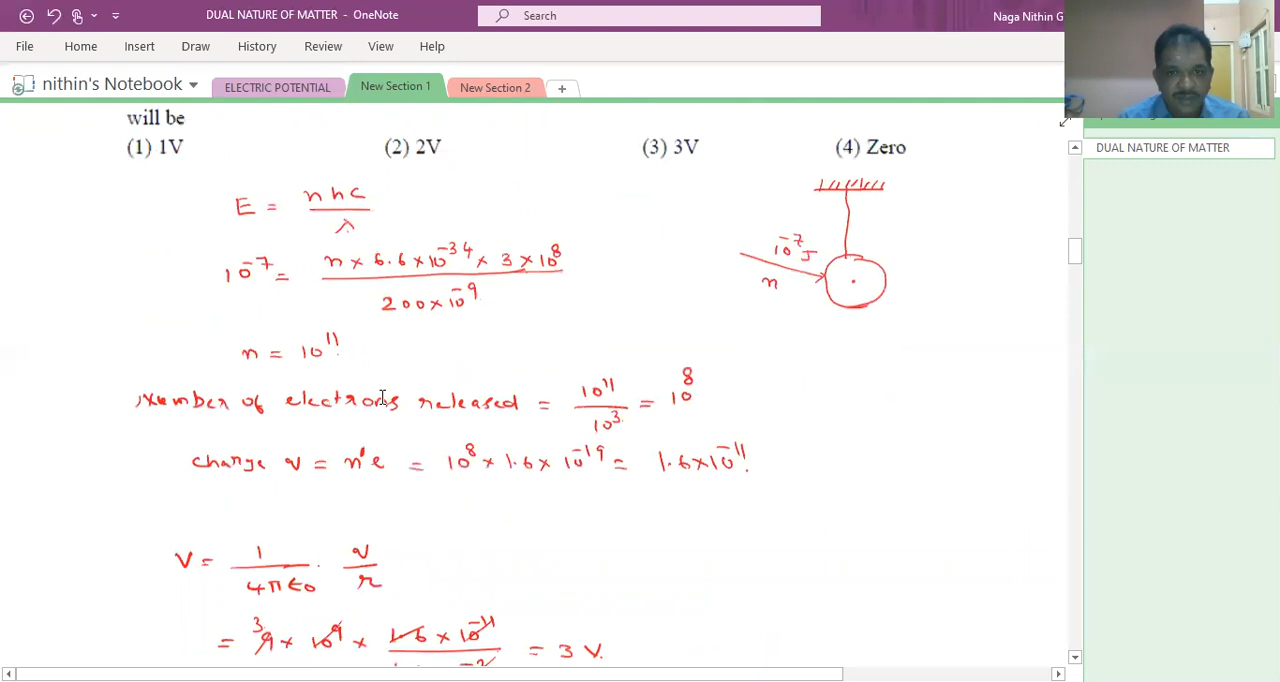 DUAL NATURE OF MATTER - OneNote
Search
Naga Nithin G
File Home Insert Draw History Review View Help
nithin's Notebook
ELECTRIC POTENTIAL
New Section 1
New Section 2
DUAL NATURE OF MATTER
will be
(1) 1V (2) 2V (3) 3V (4) Zero
E = nhc / λ
10⁻⁷ = n × 6.6 × 10⁻³⁴ × 3 × 10⁸ / 200 × 10⁻⁹
10⁻⁷ J
n
n = 10¹¹
Number of electrons released = 10¹¹ / 10³ = 10⁸
Charge q = n'e = 10⁸ × 1.6 × 10⁻¹⁹ = 1.6 × 10⁻¹¹
V = 1 / 4π∈0 . q / r
= 9 3 × 10⁹ × 1.6 × 10⁻¹¹ = 3 V.